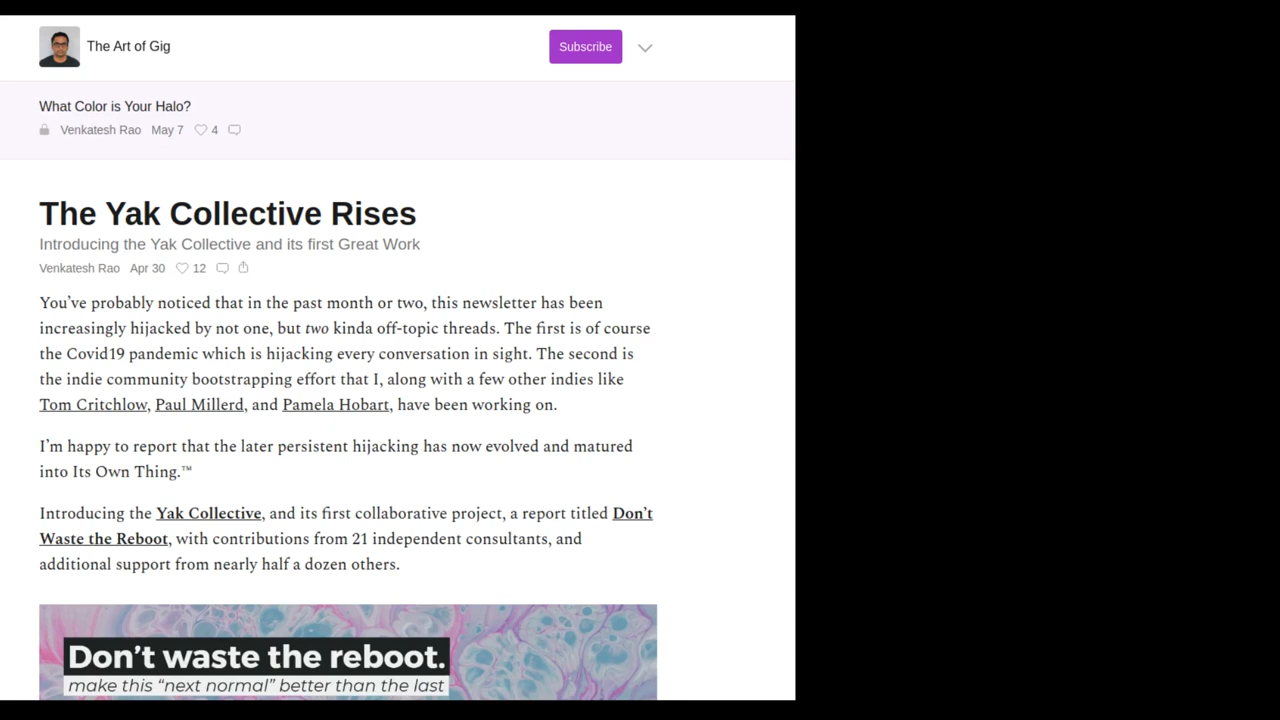 The Art of Gig
Subscribe
What Color is Your Halo?
Venkatesh Rao May 7 4
The Yak Collective Rises
Introducing the Yak Collective and its first Great Work
Venkatesh Rao Apr 30 12
You’ve probably noticed that in the past month or two, this newsletter has been
increasingly hijacked by not one, but two kinda off-topic threads. The first is of course
the Covid19 pandemic which is hijacking every conversation in sight. The second is
the indie community bootstrapping effort that I, along with a few other indies like
Tom Critchlow, Paul Millerd, and Pamela Hobart, have been working on.
I’m happy to report that the later persistent hijacking has now evolved and matured
into Its Own Thing.™
Introducing the Yak Collective, and its first collaborative project, a report titled Don’t
Waste the Reboot, with contributions from 21 independent consultants, and
additional support from nearly half a dozen others.
Don’t waste the reboot.
make this “next normal” better than the last